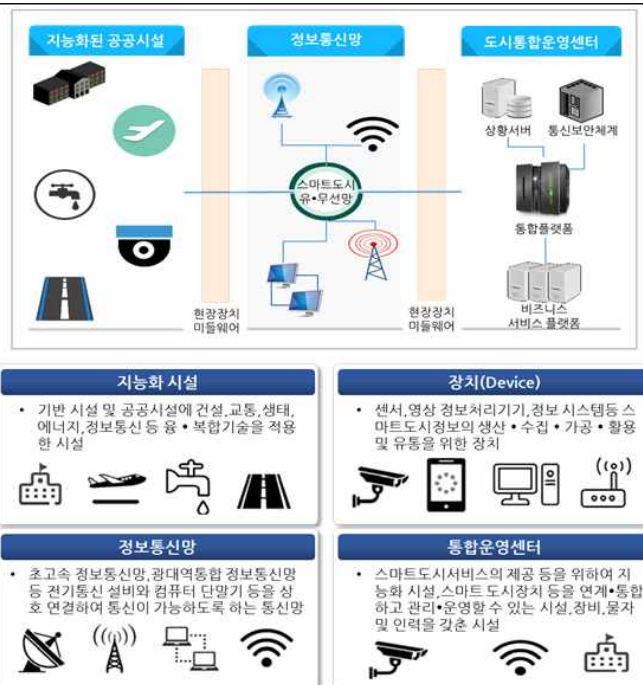 지능화된 공공시설
정보통신망
도시통합운영센터
상황서버
통신보안체계
스마트도시
유•무선망
통합플랫폼
현장장치
미들웨어
현장장치
미들웨어
비즈니스
서비스 플랫폼
지능화 시설
• 기반 시설 및 공공시설에 건설,교통,생태,
에너지,정보통신 등 융 • 복합기술을 적용
한 시설
장치(Device)
• 센서,영상 정보처리기기,정보 시스템등 스
마트도시정보의 생산 • 수집 • 가공 • 활용
및 유통을 위한 장치
정보통신망
• 초고속 정보통신망,광대역통합 정보통신망
등 전기통신 설비와 컴퓨터 단말기 등을 상
호 연결하여 통신이 가능하도록 하는 통신망
통합운영센터
• 스마트도시서비스의 제공 등을 위하여 지
능화 시설,스마트 도시장치 등을 연계•통합
하고 관리•운영할 수 있는 시설,장비,물자
및 인력을 갖춘 시설